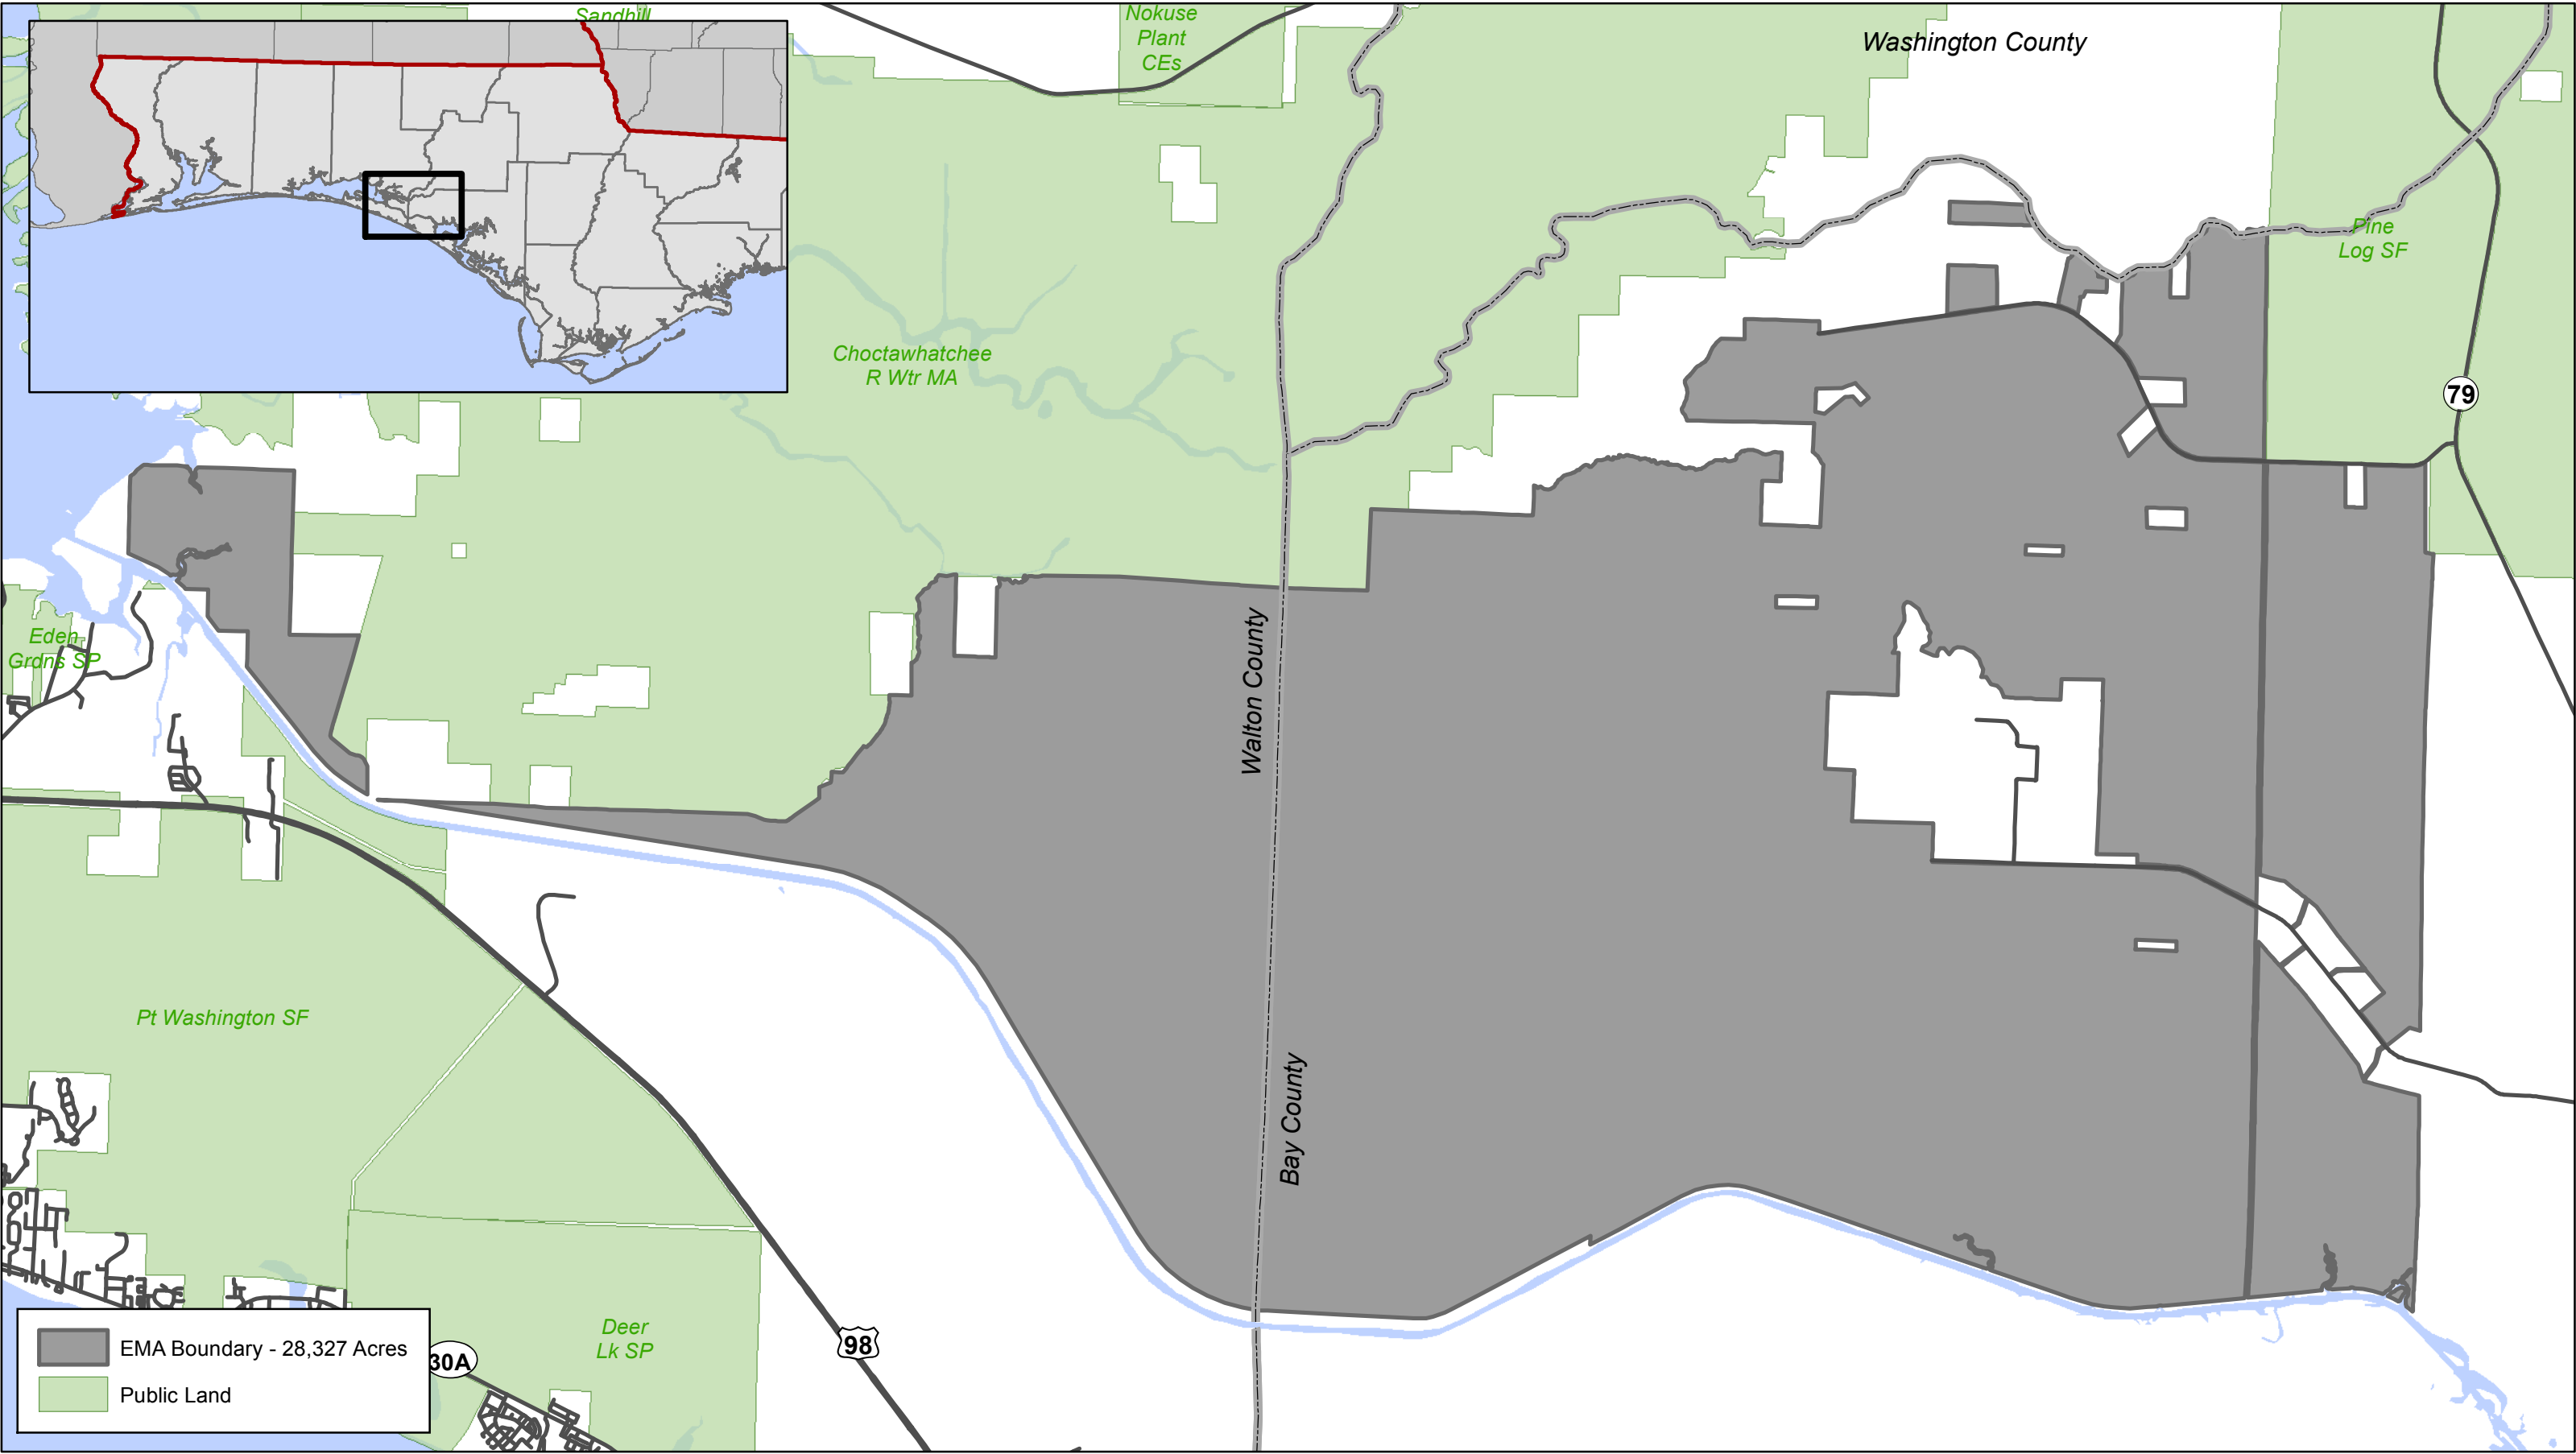 Sandhill
Nokuse
Plant
CEs
Washington County
Pine
Log SF
Choctawhatchee
R Wtr MA
79
Eden
Grdns SP
Walton County
Pt Washington SF
Bay County
Deer
Lk SP
98
30A
EMA Boundary - 28,327 Acres
Public Land